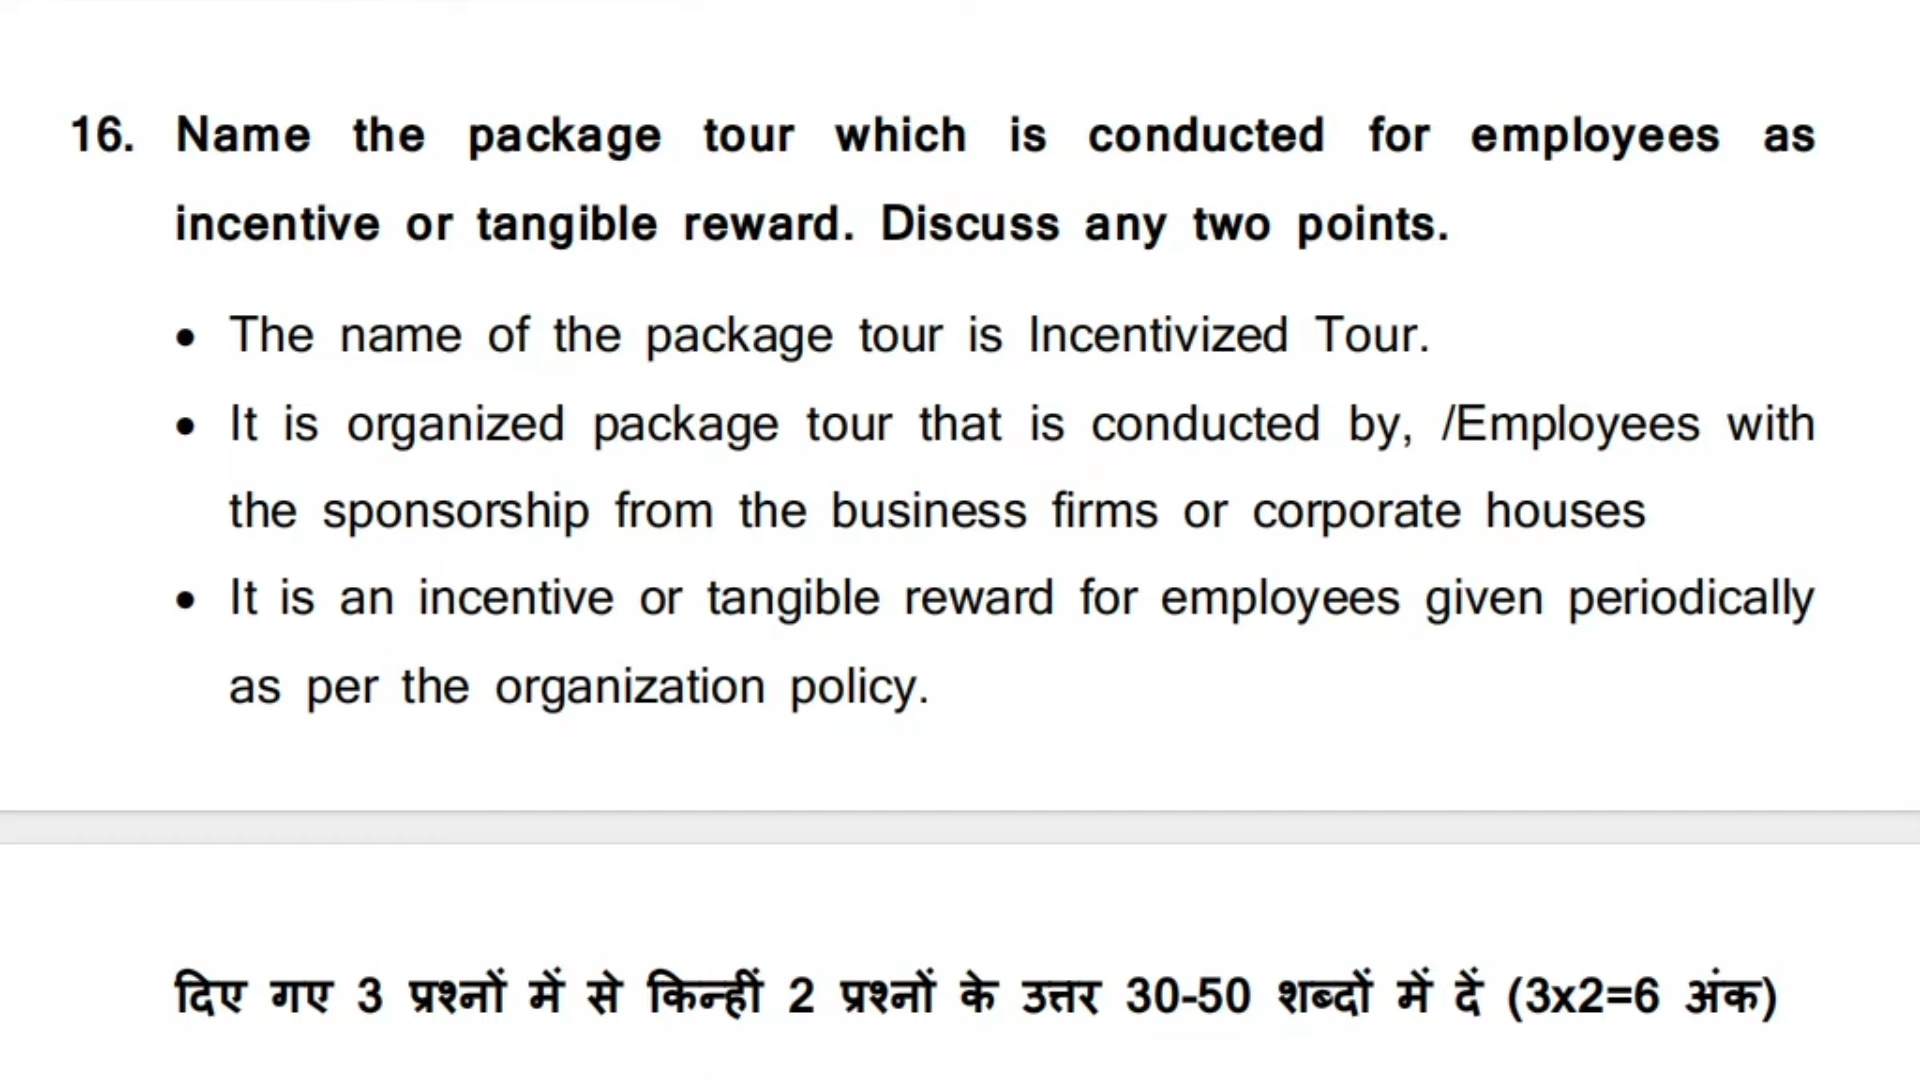 16. Name the package tour which is conducted for employees as
incentive or tangible reward. Discuss any two points.
• The name of the package tour is Incentivized Tour.
• It is organized package tour that is conducted by, /Employees with
the sponsorship from the business firms or corporate houses
• It is an incentive or tangible reward for employees given periodically
as per the organization policy.
दिए गए 3 प्रश्नों में से किन्हीं 2 प्रश्नों के उत्तर 30-50 शब्दों में दें (3x2=6 अंक)